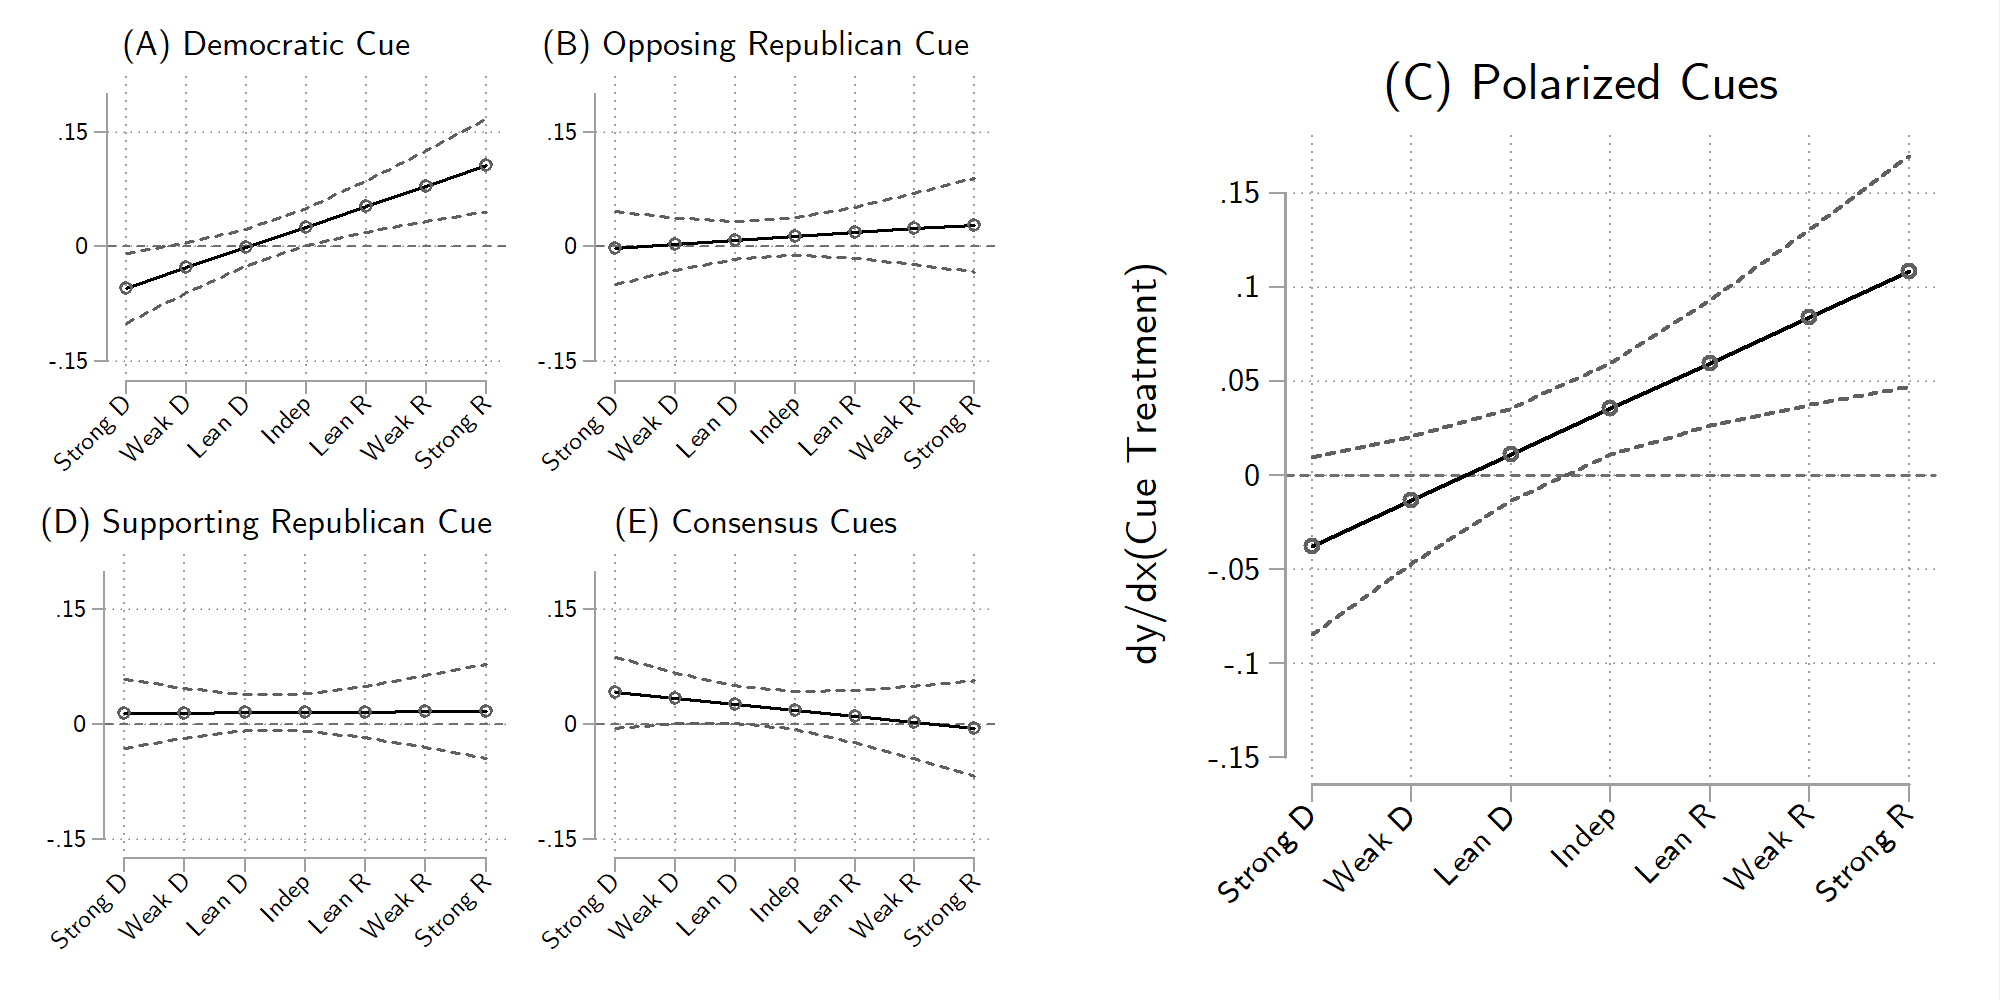 (A) Democratic Cue
.15
0
-.15
Strong D
Weak D
Lean D
Indep
Lean R
Weak R
Strong R
(B) Opposing Republican Cue
.15
0
-.15
Strong D
Weak D
Lean D
Indep
Lean R
Weak R
Strong R
(D) Supporting Republican Cue
.15
0
-.15
Strong D
Weak D
Lean D
Indep
Lean R
Weak R
Strong R
(E) Consensus Cues
.15
0
-.15
Strong D
Weak D
Lean D
Indep
Lean R
Weak R
Strong R
(C) Polarized Cues
dy/dx(Cue Treatment)
.15
.1
.05
0
-.05
-.1
-.15
Strong D
Weak D
Lean D
Indep
Lean R
Weak R
Strong R